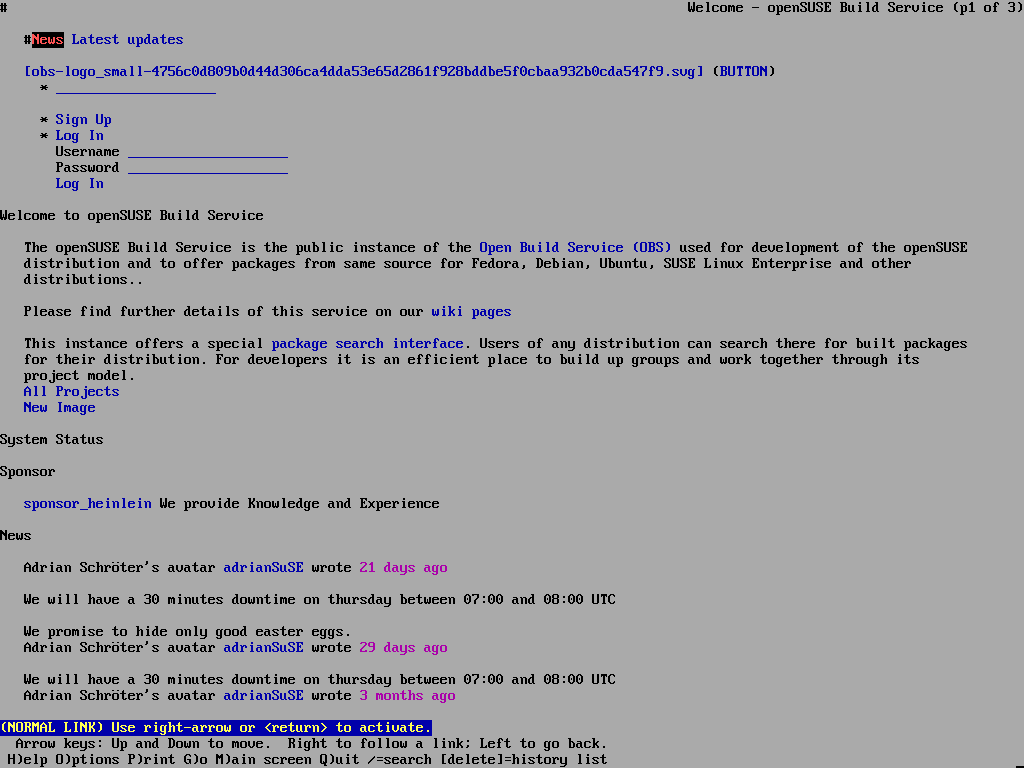 # Welcome - openSUSE Build Service (p1 of 3)
#News Latest updates
[obs-logo_small-4756c0d809b0d44d306ca4dda53e65d2861f928bddbe5f0cbaa932b0cda547f9.svg] (BUTTON)
* ____________________
* Sign Up
* Log In
Username ____________________
Password ____________________
Log In
Welcome to openSUSE Build Service
The openSUSE Build Service is the public instance of the Open Build Service (OBS) used for development of the openSUSE
distribution and to offer packages from same source for Fedora, Debian, Ubuntu, SUSE Linux Enterprise and other
distributions..
Please find further details of this service on our wiki pages
This instance offers a special package search interface. Users of any distribution can search there for built packages
for their distribution. For developers it is an efficient place to build up groups and work together through its
project model.
All Projects
New Image
System Status
Sponsor
sponsor_heinlein We provide Knowledge and Experience
News
Adrian Schröter's avatar adrianSuSE wrote 21 days ago
We will have a 30 minutes downtime on thursday between 07:00 and 08:00 UTC
We promise to hide only good easter eggs.
Adrian Schröter's avatar adrianSuSE wrote 29 days ago
We will have a 30 minutes downtime on thursday between 07:00 and 08:00 UTC
Adrian Schröter's avatar adrianSuSE wrote 3 months ago
(NORMAL LINK) Use right-arrow or <return> to activate.
Arrow keys: Up and Down to move. Right to follow a link; Left to go back.
H)elp O)ptions P)rint G)o M)ain screen Q)uit /=search [delete]=history list